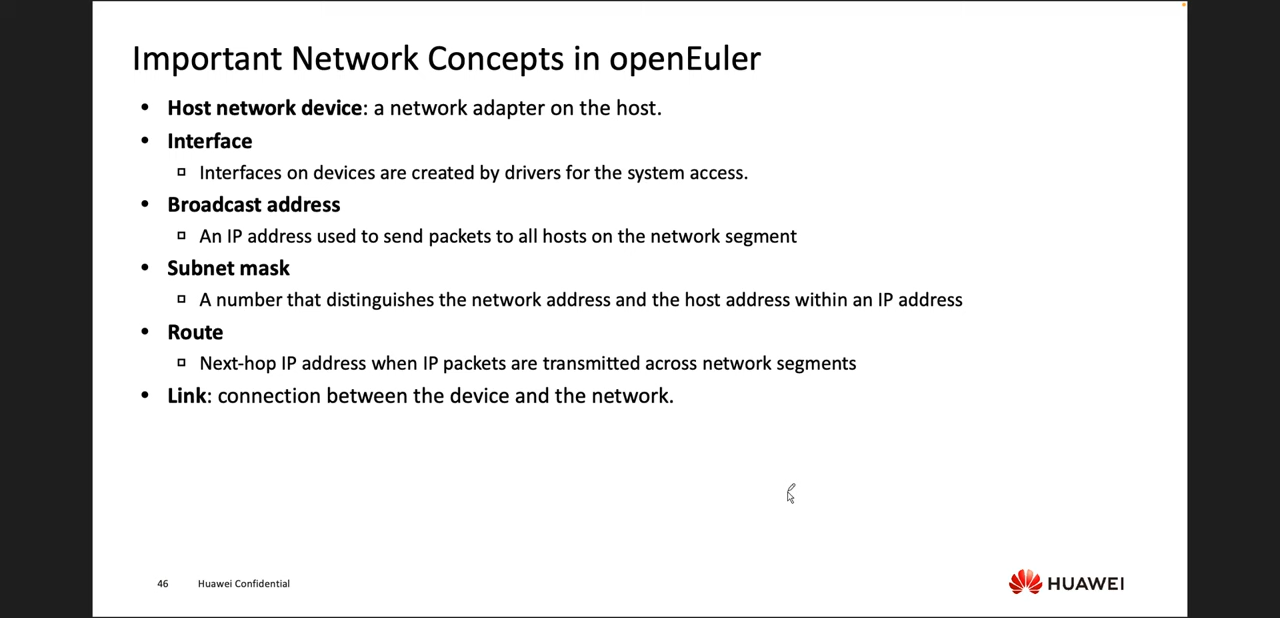 Important Network Concepts in openEuler
• Host network device: a network adapter on the host.
• Interface
▫ Interfaces on devices are created by drivers for the system access.
• Broadcast address
▫ An IP address used to send packets to all hosts on the network segment
• Subnet mask
▫ A number that distinguishes the network address and the host address within an IP address
• Route
▫ Next-hop IP address when IP packets are transmitted across network segments
• Link: connection between the device and the network.
46 Huawei Confidential
HUAWEI